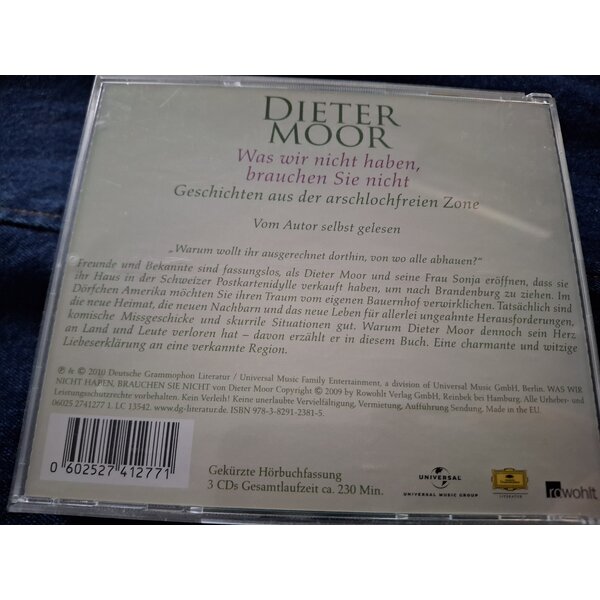 DIETER
MOOR
Was wir nicht haben,
brauchen Sie nicht
Geschichten aus der arschlochfreien Zone
Vom Autor selbst gelesen
„Warum wollt ihr ausgerechnet dorthin, von wo alle abhauen?“
Freunde und Bekannte sind fassungslos, als Dieter Moor und seine Frau Sonja eröffnen, dass sie
ihr Haus in der Schweizer Postkartenidylle verkauft haben, um nach Brandenburg zu ziehen. Im
Dörfchen Amerika möchten Sie ihren Traum vom eigenen Bauernhof verwirklichen. Tatsächlich sind
die neue Heimat, die neuen Nachbarn und das neue Leben für allerlei ungeahnte Herausforderungen,
komische Missgeschicke und skurrile Situationen gut. Warum Dieter Moor dennoch sein Herz
an Land und Leute verloren hat – davon erzählt er in diesem Buch. Eine charmante und witzige
Liebeserklärung an eine verkannte Region.
℗ & © 2010 Deutsche Grammophon Literatur / Universal Music Family Entertainment, a division of Universal Music GmbH, Berlin. WAS WIR
NICHT HABEN, BRAUCHEN SIE NICHT von Dieter Moor Copyright © 2009 by Rowohlt Verlag GmbH, Reinbek bei Hamburg. Alle Urheber- und
Leistungsschutzrechte vorbehalten. Kein Verleih! Keine unerlaubte Vervielfältigung, Vermietung, Aufführung Sendung. Made in the EU.
06025 2741277 1. LC 13542. www.dg-literatur.de. ISBN 978-3-8291-2381-5.
0 602527 412771
Gekürzte Hörbuchfassung
3 CDs Gesamtlaufzeit ca. 230 Min.
UNIVERSAL
UNIVERSAL MUSIC GROUP
LITERATUR
rowohlt